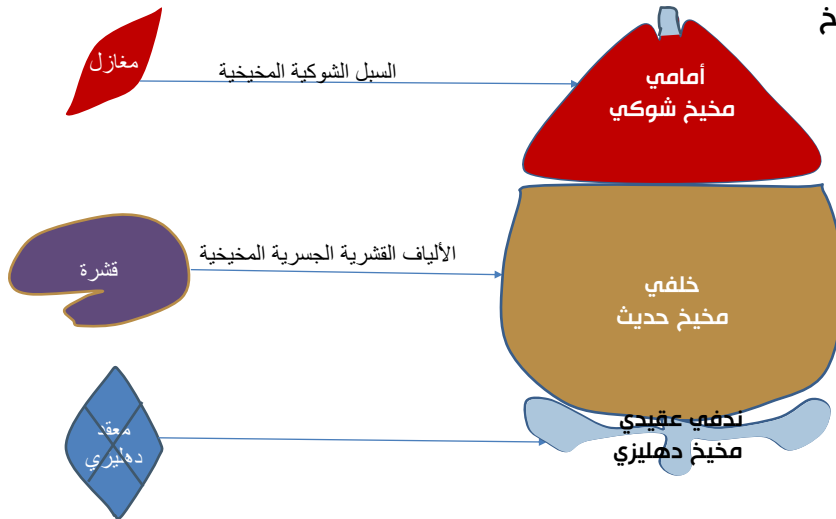 خ
مغازل
السبل الشوكية المخيخية
أمامي
مخيخ شوكي
الألياف القشرية الجسرية المخيخية
قشرة
خلفي
مخيخ حديث
معقد
دهليزي
ندفي عقيدي
مخيخ دهليزي